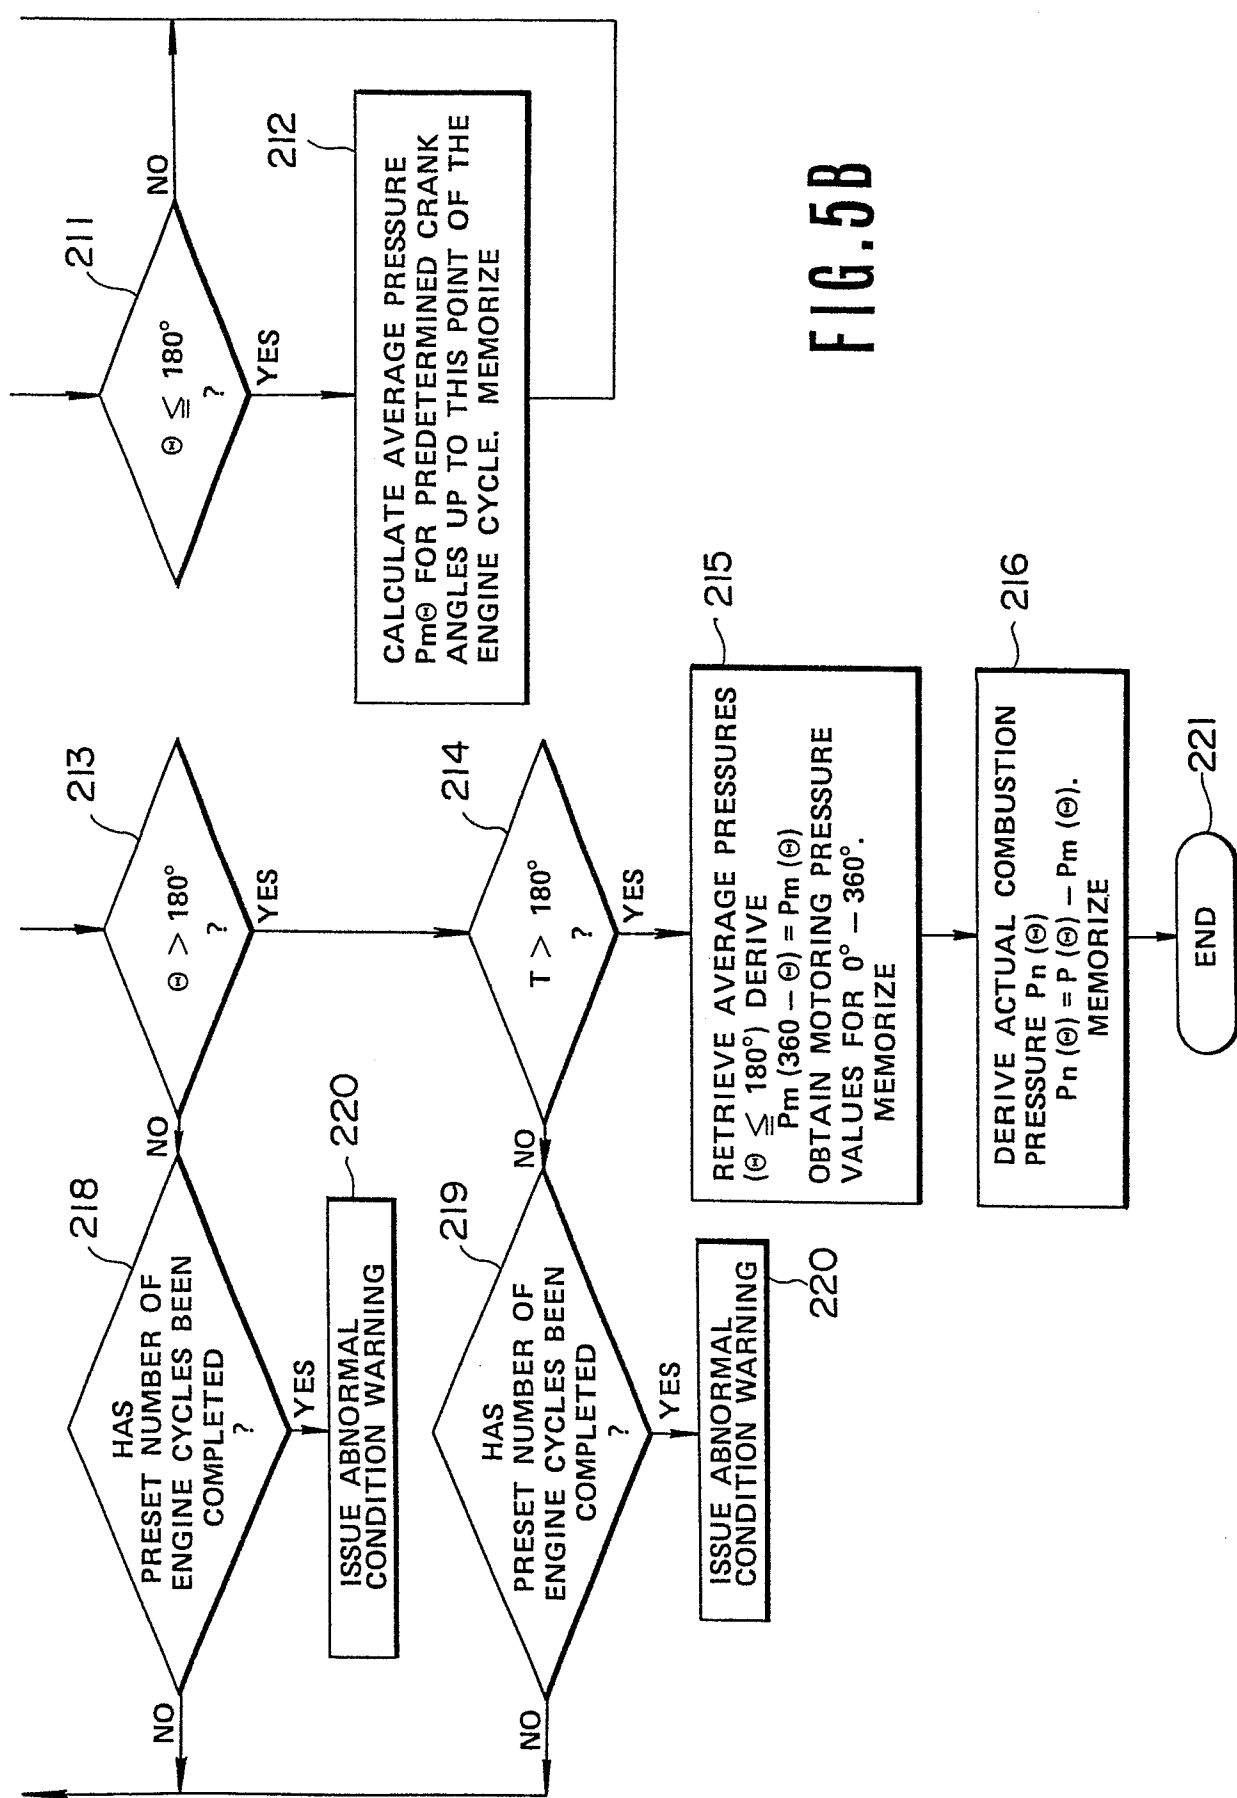 211
Θ ≦ 180°
?
NO
YES
212
CALCULATE AVERAGE PRESSURE
PmΘ FOR PREDETERMINED CRANK
ANGLES UP TO THIS POINT OF THE
ENGINE CYCLE. MEMORIZE
213
Θ > 180°
?
NO
YES
218
HAS
PRESET NUMBER OF
ENGINE CYCLES BEEN
COMPLETED
?
NO
YES
220
ISSUE ABNORMAL
CONDITION WARNING
214
T > 180°
?
NO
YES
219
HAS
PRESET NUMBER OF
ENGINE CYCLES BEEN
COMPLETED
?
NO
YES
ISSUE ABNORMAL
CONDITION WARNING
220
215
RETRIEVE AVERAGE PRESSURES
(Θ ≦ 180°) DERIVE
Pm (360 – Θ) = Pm (Θ)
OBTAIN MOTORING PRESSURE
VALUES FOR 0° – 360°.
MEMORIZE
216
DERIVE ACTUAL COMBUSTION
PRESSURE Pn (Θ)
Pn (Θ) = P (Θ) – Pm (Θ).
MEMORIZE
221
END
FIG.5B